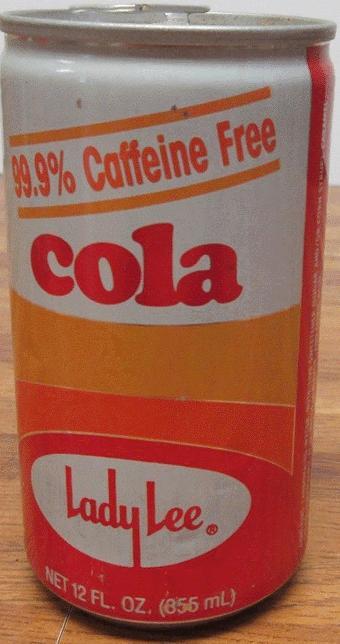 99.9% Caffeine Free
cola
Lady Lee®
NET 12 FL. OZ. (355 mL)